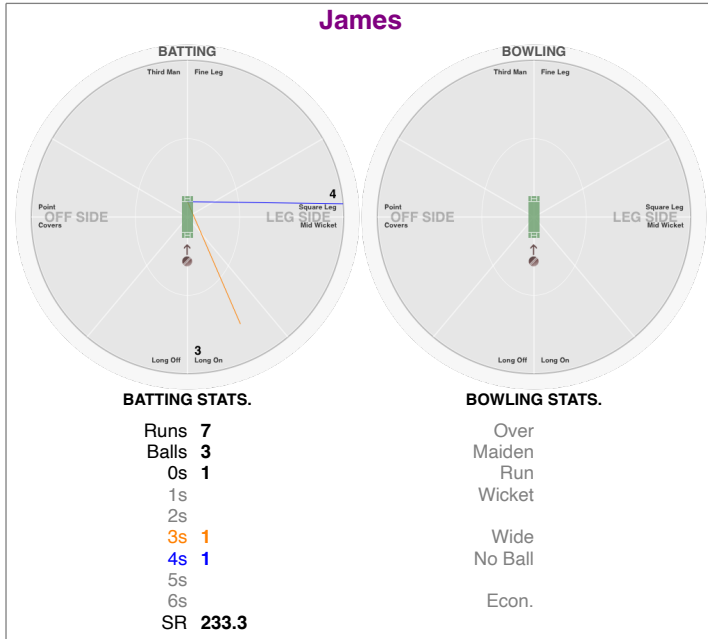 James
BATTING
Third Man Fine Leg
4
Point
Square Leg
OFF SIDE LEG SIDE
Covers
Mid Wicket
3
Long Off Long On
BATTING STATS.
Runs 7
Balls 3
0s 1
1s
2s
3s 1
4s 1
5s
6s
SR 233.3
BOWLING
Third Man Fine Leg
Point
Square Leg
OFF SIDE LEG SIDE
Covers
Mid Wicket
Long Off Long On
BOWLING STATS.
Over
Maiden
Run
Wicket
Wide
No Ball
Econ.